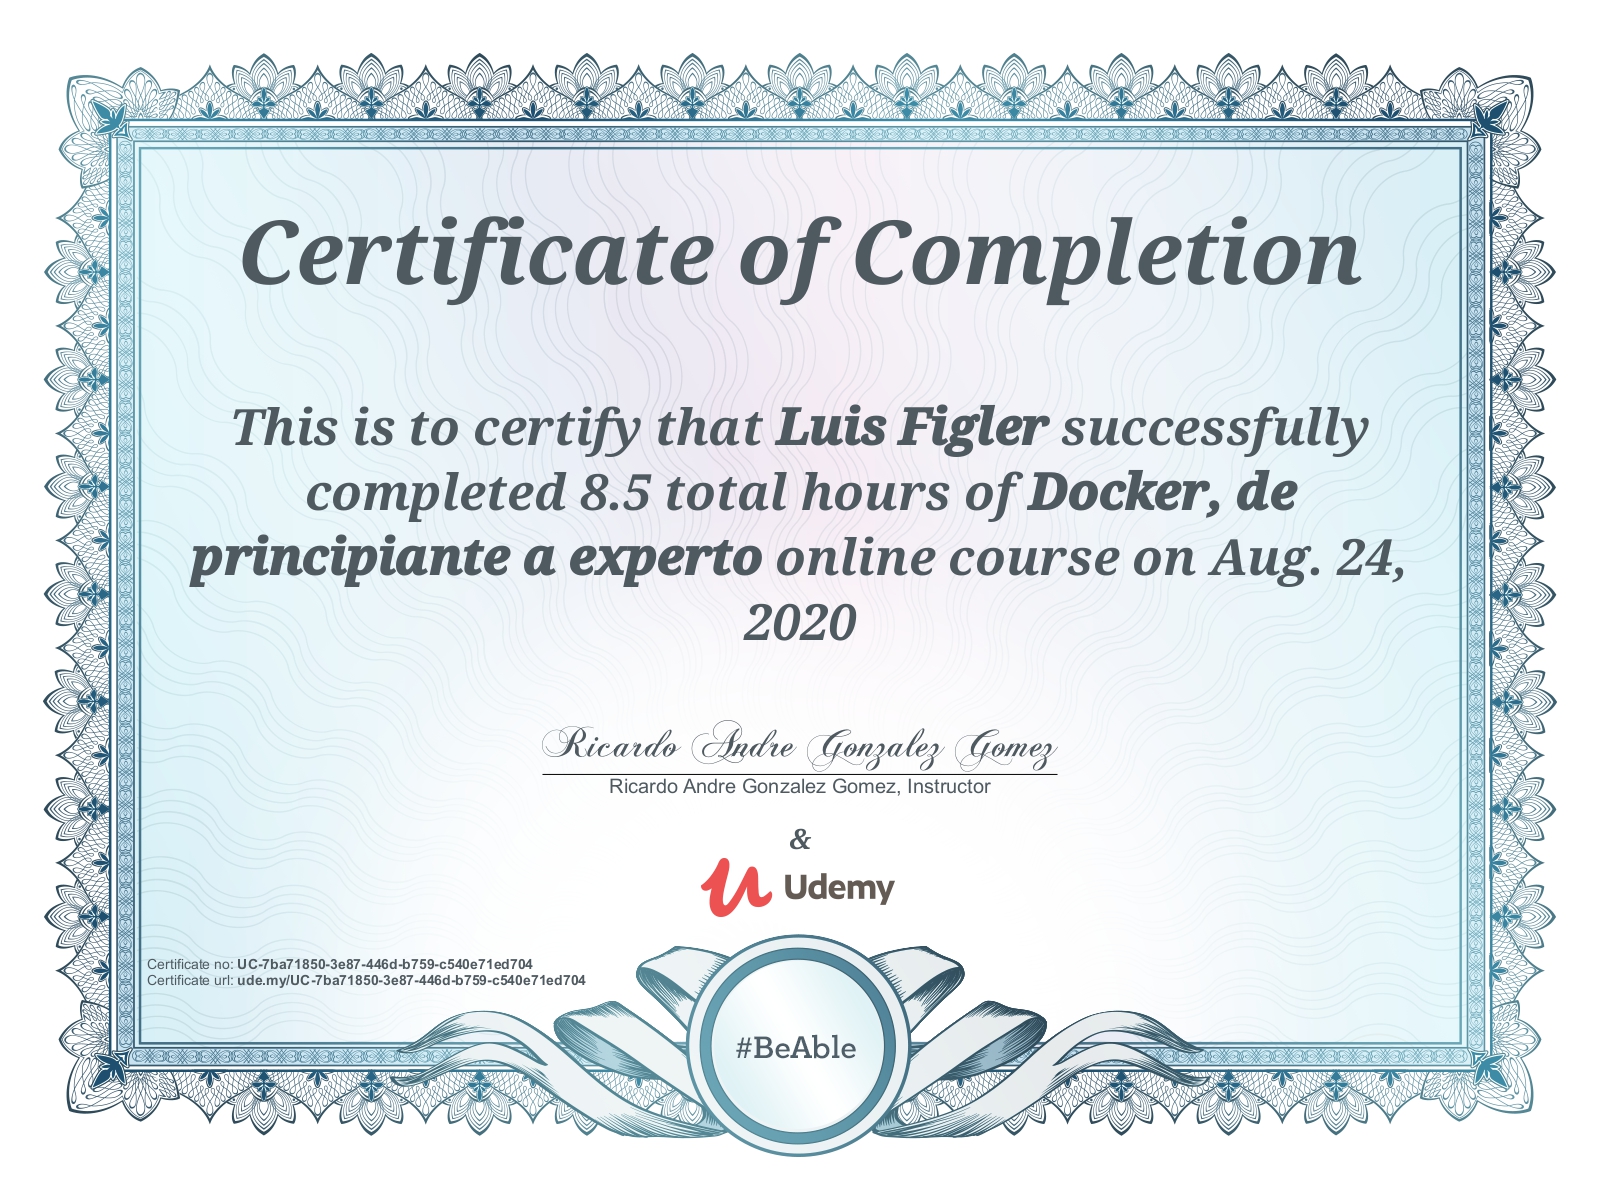 Certificate of Completion
This is to certify that Luis Figler successfully
completed 8.5 total hours of Docker, de
principiante a experto online course on Aug. 24,
2020
Ricardo Andre Gonzalez Gomez
Ricardo Andre Gonzalez Gomez, Instructor
&
Udemy
Certificate no: UC-7ba71850-3e87-446d-b759-c540e71ed704
Certificate url: ude.my/UC-7ba71850-3e87-446d-b759-c540e71ed704
#BeAble